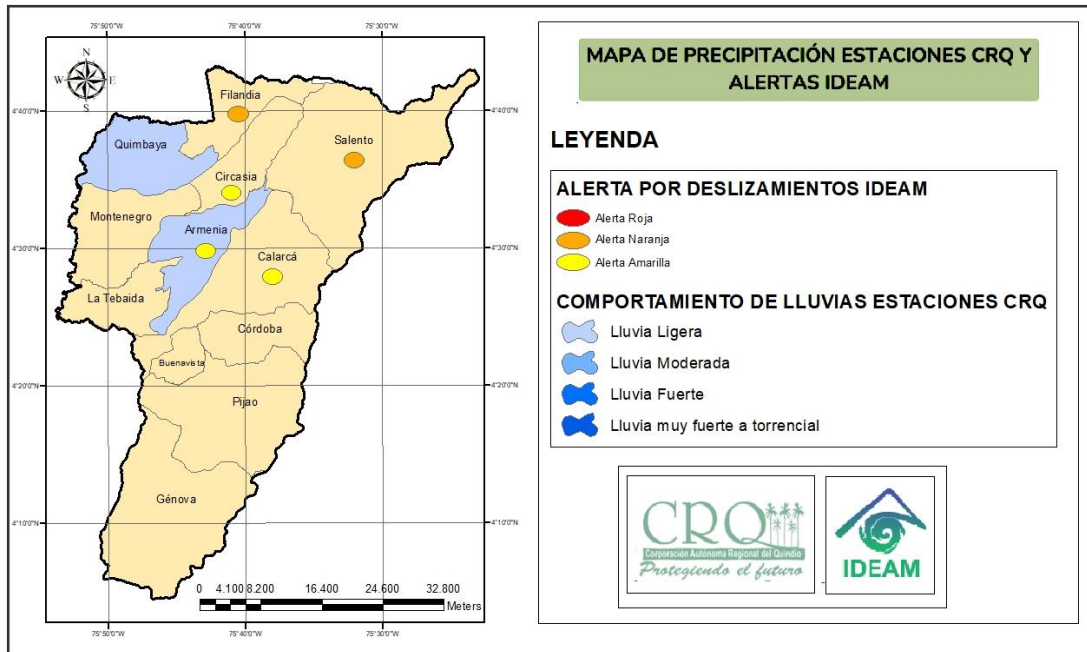 75°50'0"W
75°40'0"W
75°30'0"W
N
W
E
S
4°40'0"N
4°40'0"N
Filandia
Quimbaya
Salento
Circasia
Montenegro
Armenia
4°30'0"N
4°30'0"N
Calarcá
La Tebaida
Córdoba
Buenavista
4°20'0"N
4°20'0"N
Pijao
Génova
4°10'0"N
4°10'0"N
0 4.100 8.200 16.400 24.600 32.800
Meters
75°50'0"W
75°40'0"W
75°30'0"W
MAPA DE PRECIPITACIÓN ESTACIONES CRQ Y
ALERTAS IDEAM
LEYENDA
ALERTA POR DESLIZAMIENTOS IDEAM
Alerta Roja
Alerta Naranja
Alerta Amarilla
COMPORTAMIENTO DE LLUVIAS ESTACIONES CRQ
Lluvia Ligera
Lluvia Moderada
Lluvia Fuerte
Lluvia muy fuerte a torrencial
CRQ
Corporación Autónoma Regional del Quindío
Protegiendo el futuro
IDEAM